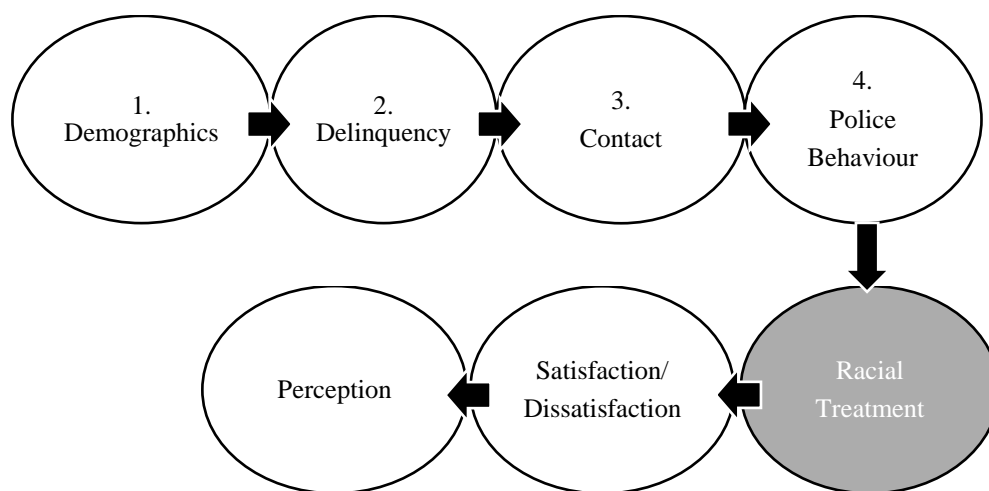 1.
Demographics
2.
Delinquency
3.
Contact
4.
Police
Behaviour
Racial
Treatment
Satisfaction/
Dissatisfaction
Perception